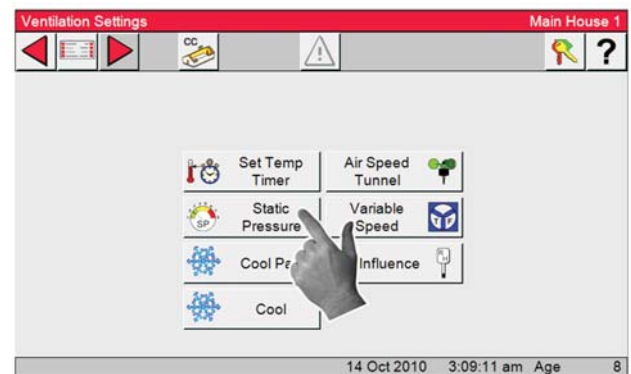 Ventilation Settings Main House 1
CC
?
Set Temp
Timer
Air Speed
Tunnel
SP
Static
Pressure
Variable
Speed
T F
Cool
Influence
Cool
14 Oct 2010 3:09:11 am Age 8